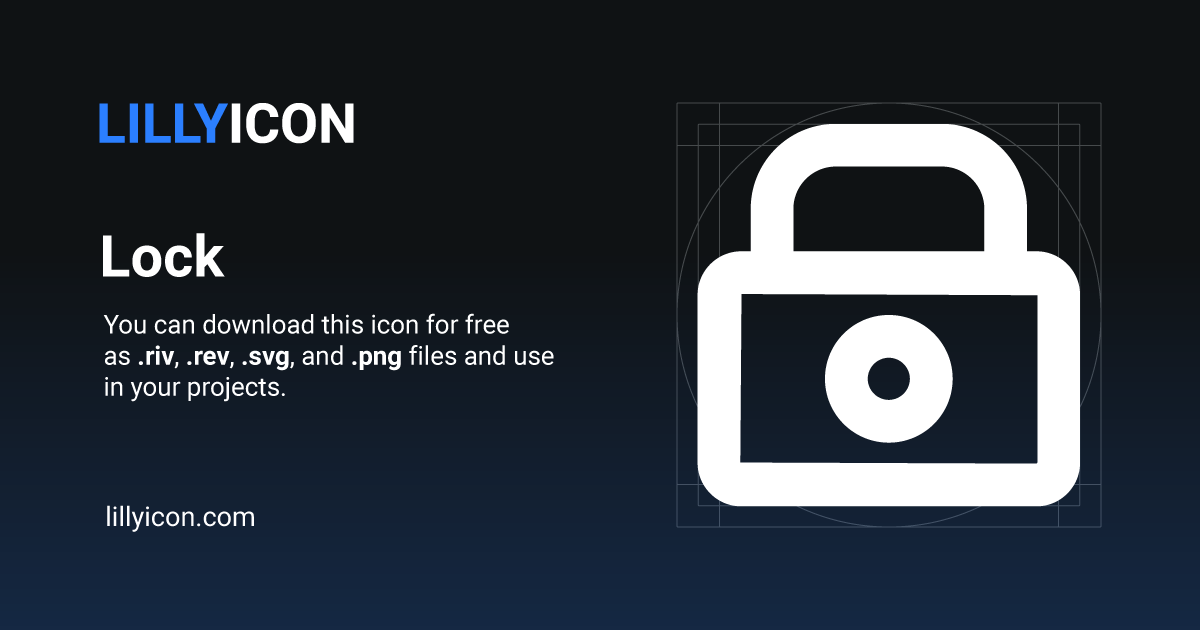 LILLYICON
Lock
You can download this icon for free
as .riv, .rev, .svg, and .png files and use
in your projects.
lillyicon.com